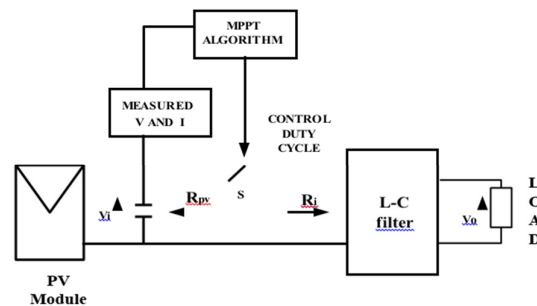 MPPT
ALGORITHM
MEASURED
V AND I
CONTROL
DUTY
CYCLE
S
Vi
Rpv
Ri
L-C
filter
Vo
L
O
A
D
PV
Module